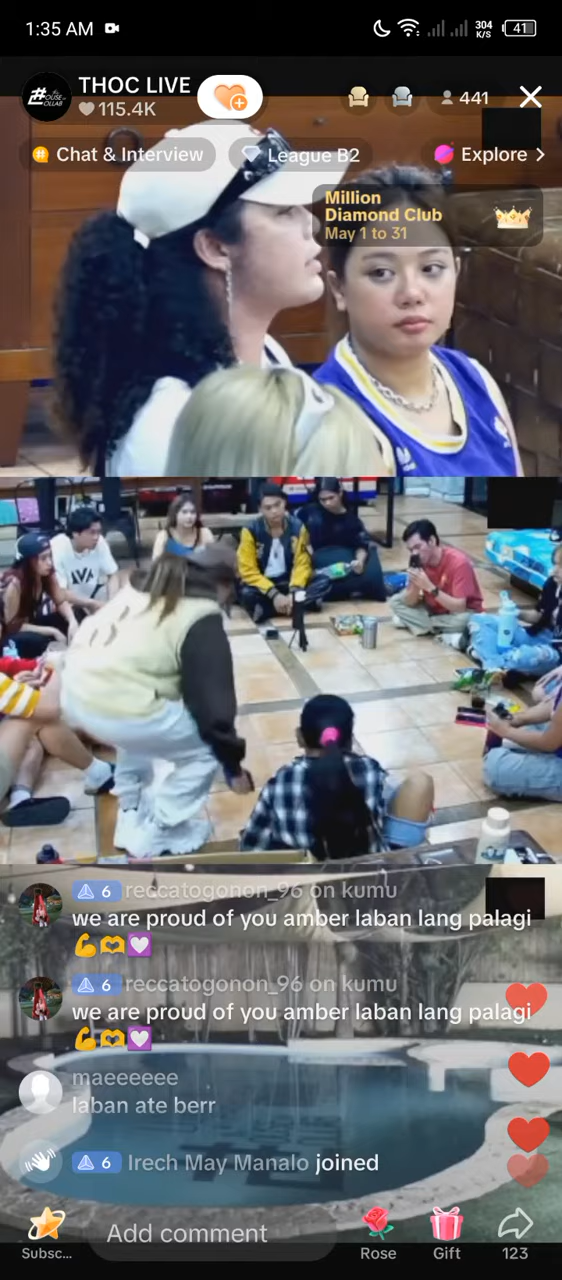 1:35 AM
304
K/S
41
#
THOC LIVE
115.4K
441
Chat & Interview
League B2
Explore
Million
Diamond Club
May 1 to 31
6 reccatogonon_96 on kumu
we are proud of you amber laban lang palagi
💪🫶💟
6 reccatogonon_96 on kumu
we are proud of you amber laban lang palagi
💪🫶💟
maeeeeee
laban ate berr
6 Irech May Manalo joined
Subsc...
Add comment
Rose
Gift
123